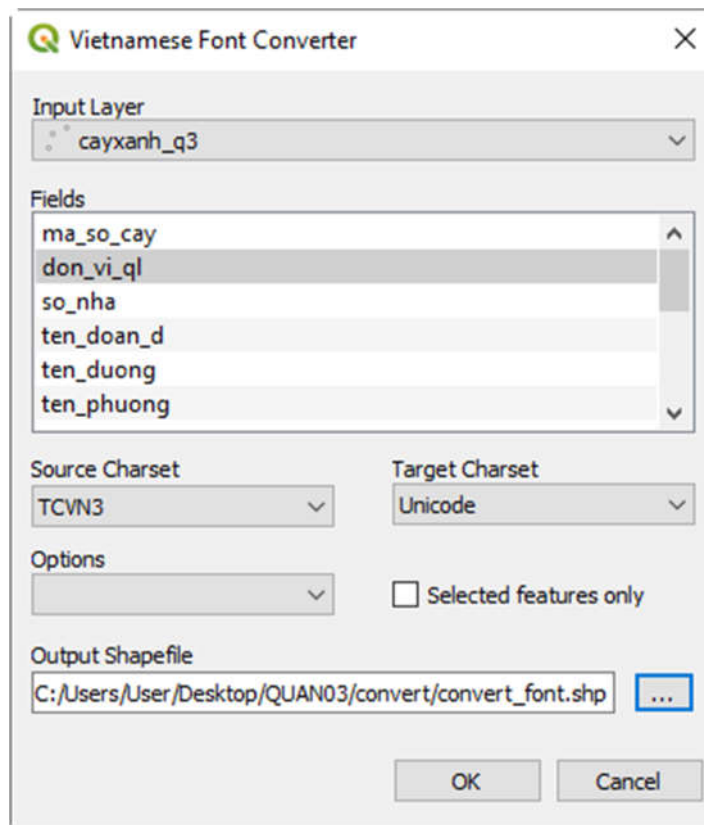 Vietnamese Font Converter
Input Layer
cayxanh_q3
Fields
ma_so_cay
don_vi_ql
so_nha
ten_doan_d
ten_duong
ten_phuong
Source Charset
Target Charset
TCVN3
Unicode
Options
Selected features only
Output Shapefile
C:/Users/User/Desktop/QUAN03/convert/convert_font.shp
...
OK
Cancel